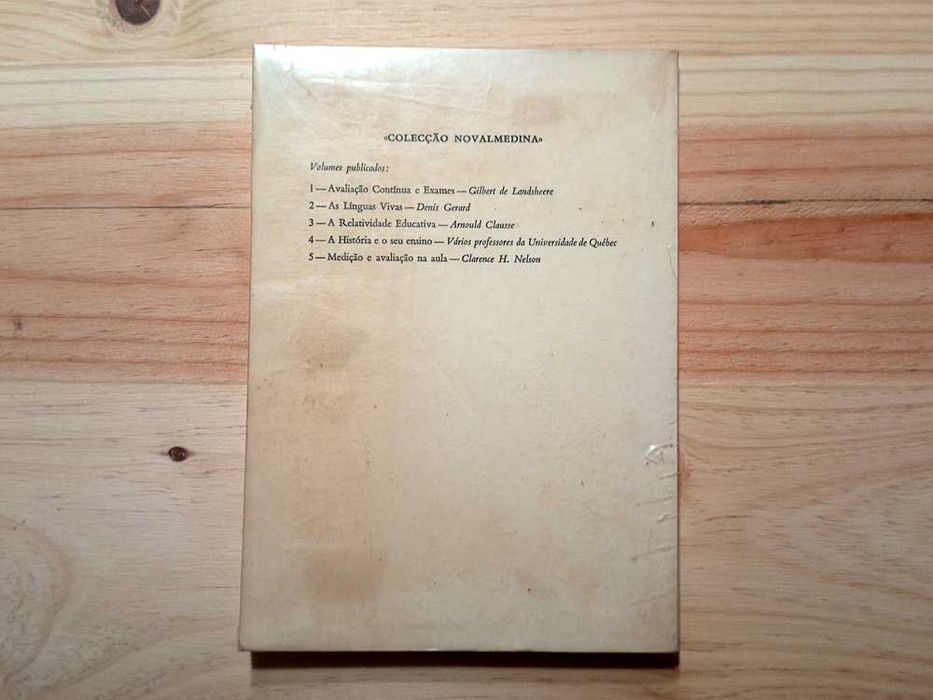 «COLECÇÃO NOVALMEDINA»
Volumes publicados:
1 — Avaliação Contínua e Exames — Gilbert de Landsheere
2 — As Línguas Vivas — Denis Gerard
3 — A Relatividade Educativa — Arnould Clausse
4 — A História e o seu ensino — Vários professores da Universidade de Québec
5 — Medição e avaliação na aula — Clarence H. Nelson